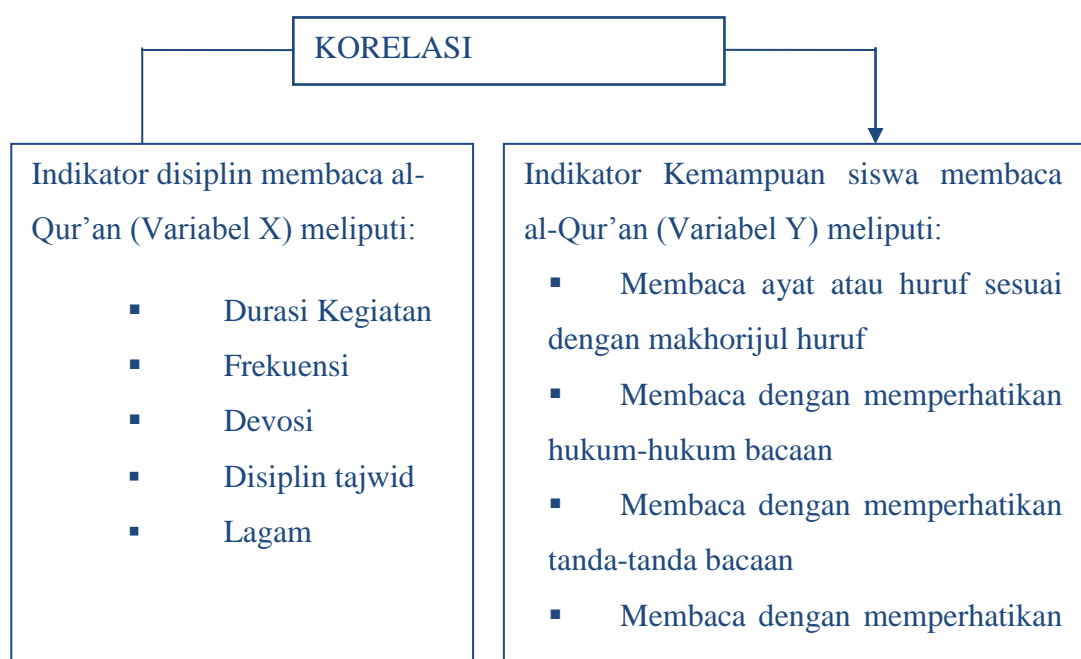 KORELASI
Indikator disiplin membaca al-
Qur’an (Variabel X) meliputi:
▪ Durasi Kegiatan
▪ Frekuensi
▪ Devosi
▪ Disiplin tajwid
▪ Lagam
Indikator Kemampuan siswa membaca
al-Qur’an (Variabel Y) meliputi:
▪ Membaca ayat atau huruf sesuai
dengan makhorijul huruf
▪ Membaca dengan memperhatikan
hukum-hukum bacaan
▪ Membaca dengan memperhatikan
tanda-tanda bacaan
▪ Membaca dengan memperhatikan